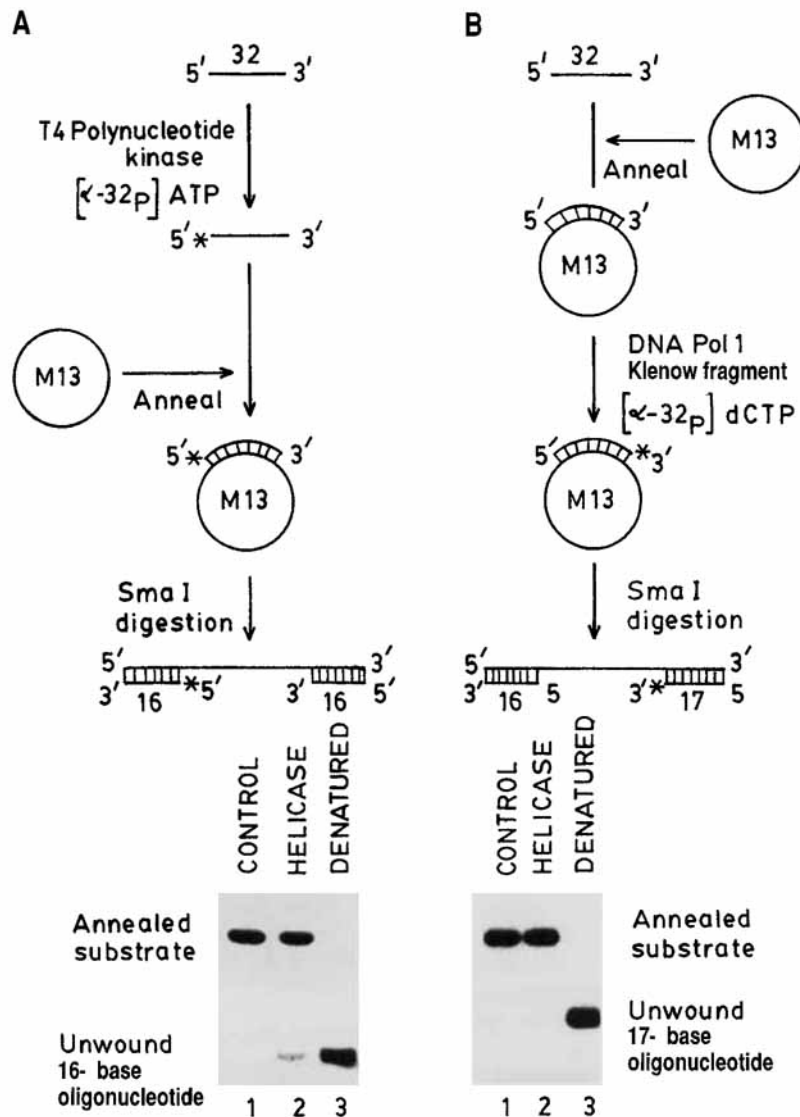 A
32
5′ 3′
T4 Polynucleotide
kinase
[α-32P] ATP
5′* 3′
M13
Anneal
5′* 3′
M13
Sma I
digestion
5′ 3′
3′ *5′ 3′ 5′
16 16
CONTROL
HELICASE
DENATURED
Annealed
substrate
Unwound
16- base
oligonucleotide
1 2 3
B
32
5′ 3′
M13
Anneal
5′ 3′
M13
DNA Pol 1
Klenow fragment
[α-32P] dCTP
5′ *3′
M13
Sma I
digestion
5′ 3′
3′ 5 3′* 5
16 17
CONTROL
HELICASE
DENATURED
Annealed
substrate
Unwound
17- base
oligonucleotide
1 2 3